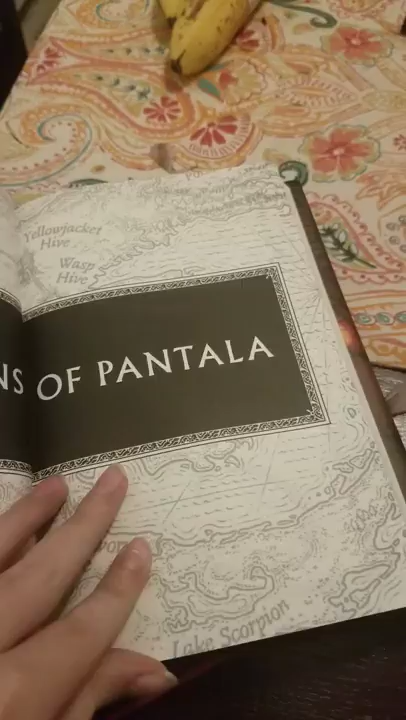 Yellowjacket
Hive
Wasp
Hive
NS OF PANTALA
Lake Scorpion